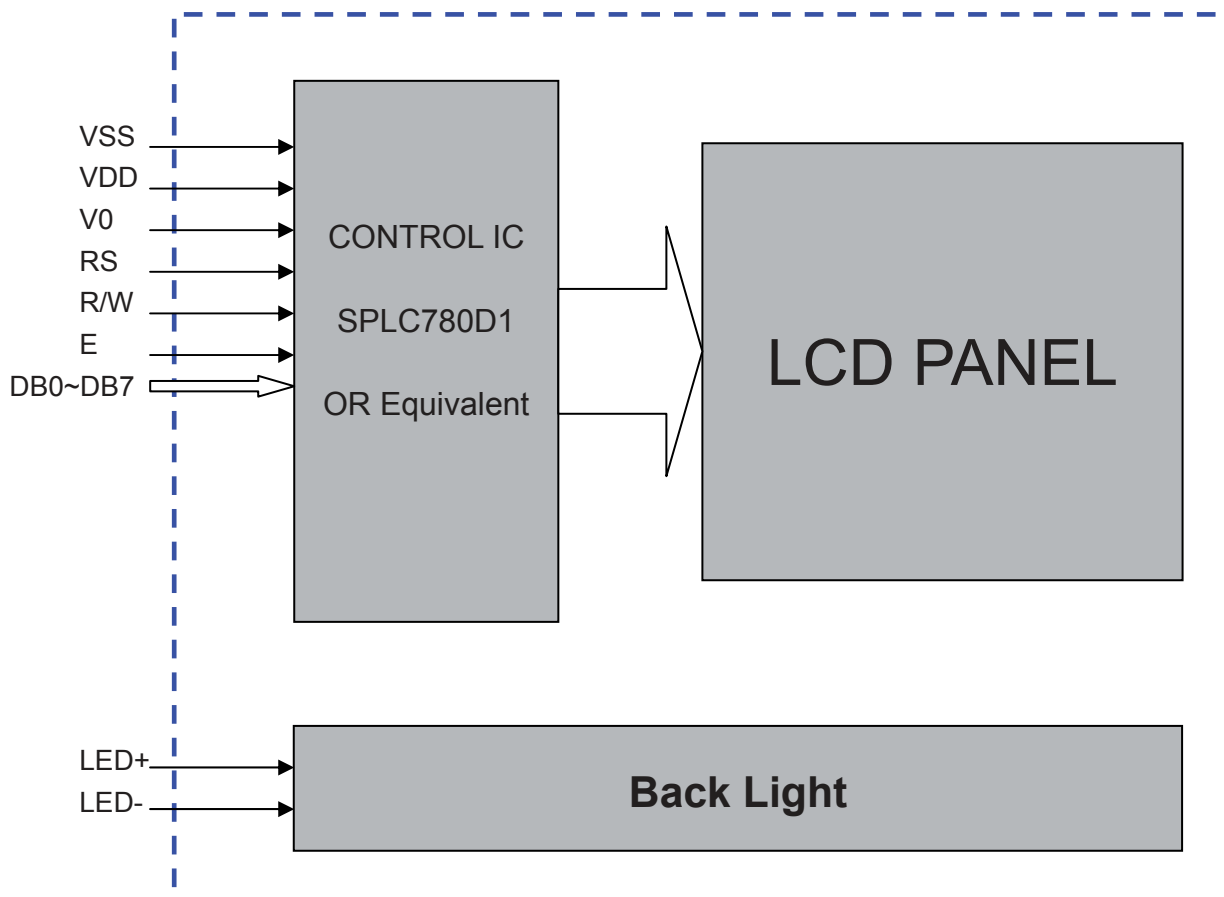 VSS
VDD
V0
RS
R/W
E
DB0~DB7
CONTROL IC
SPLC780D1
OR Equivalent
LCD PANEL
LED+
LED-
Back Light